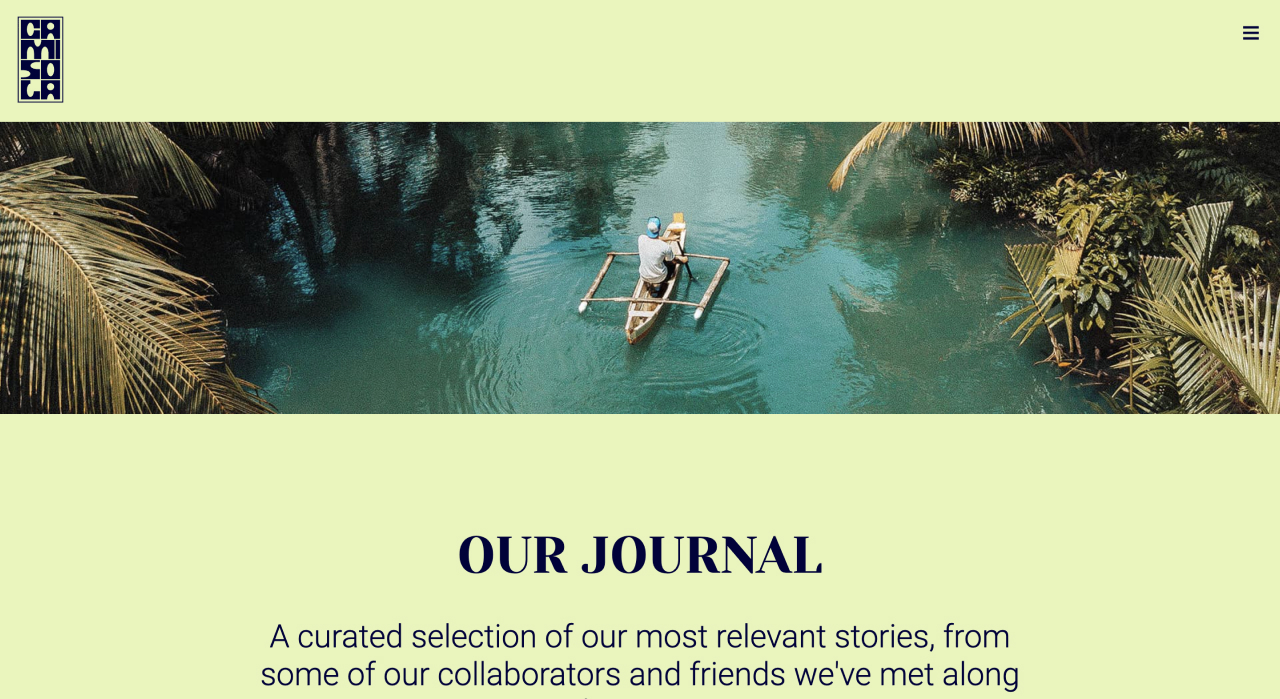 CA
MI
SO
LA
OUR JOURNAL
A curated selection of our most relevant stories, from
some of our collaborators and friends we've met along